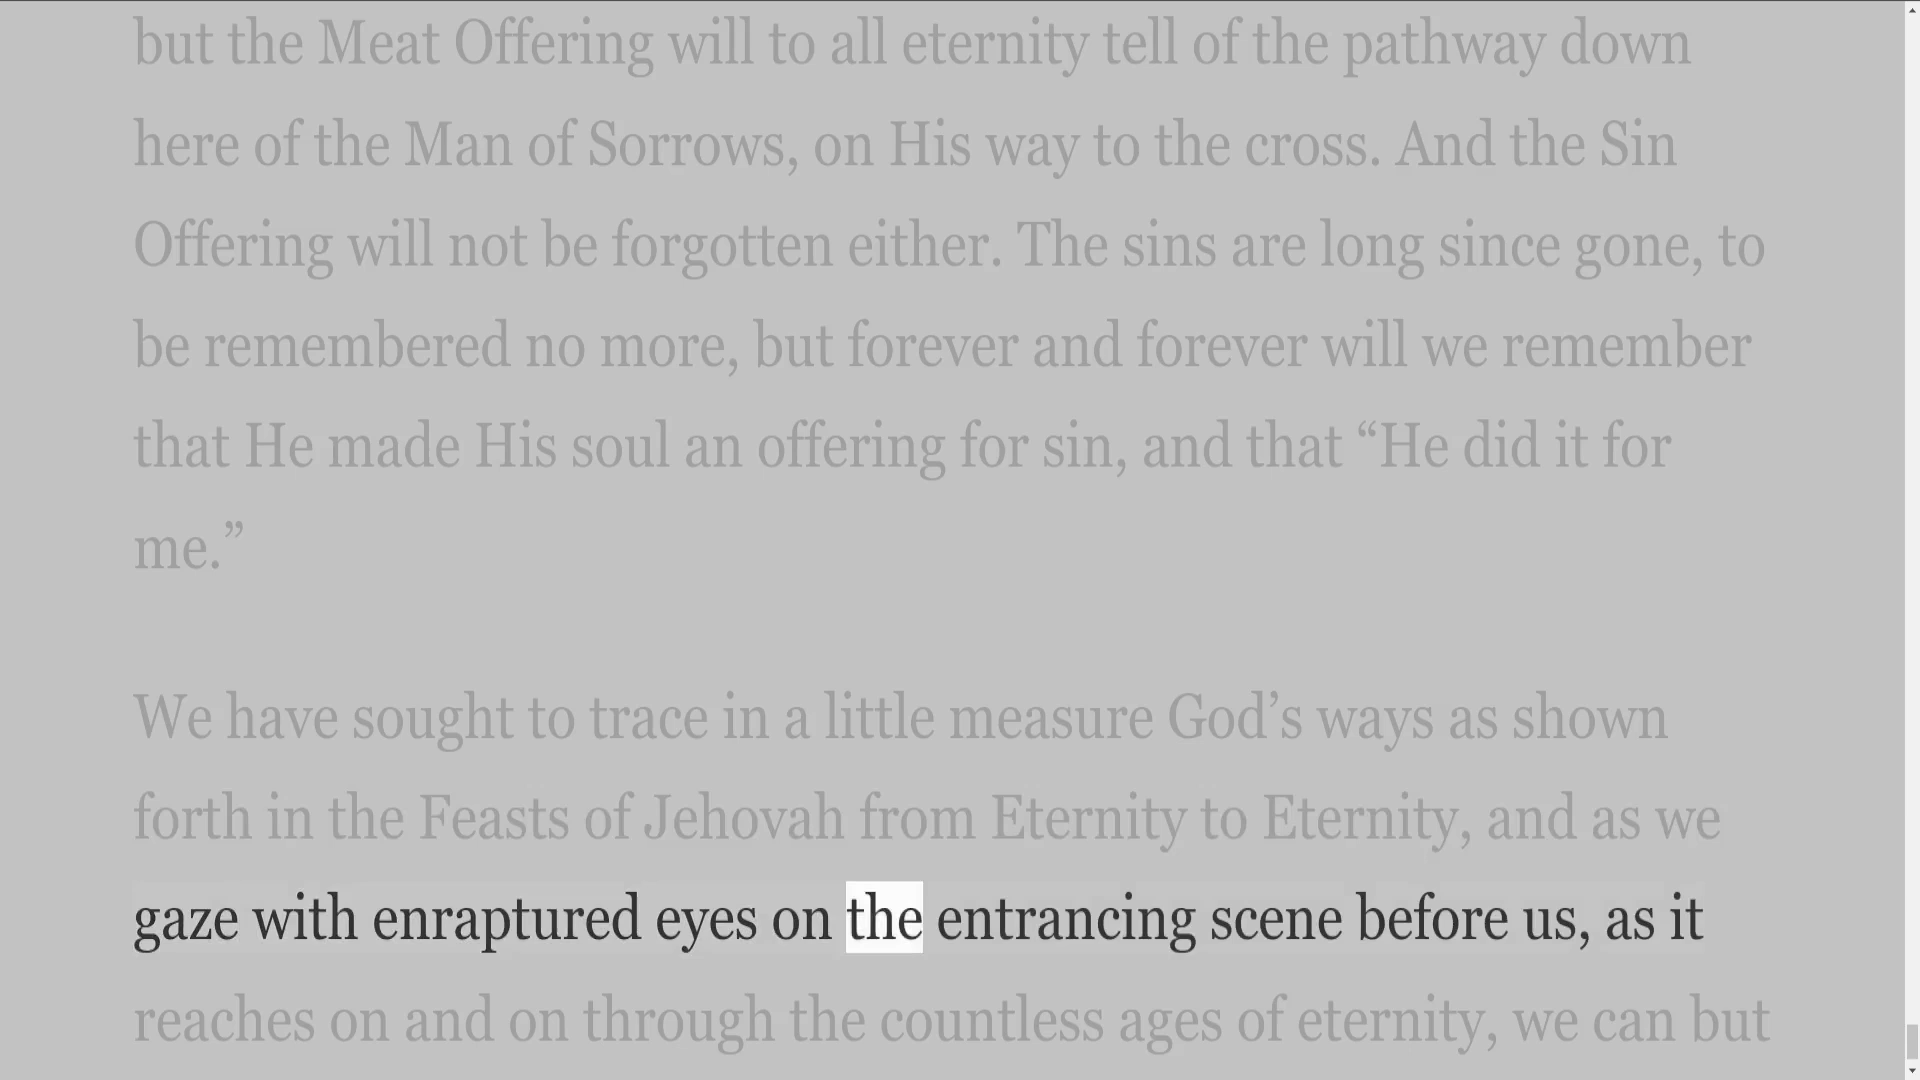 but the Meat Offering will to all eternity tell of the pathway down
here of the Man of Sorrows, on His way to the cross. And the Sin
Offering will not be forgotten either. The sins are long since gone, to
be remembered no more, but forever and forever will we remember
that He made His soul an offering for sin, and that “He did it for
me.”
We have sought to trace in a little measure God’s ways as shown
forth in the Feasts of Jehovah from Eternity to Eternity, and as we
gaze with enraptured eyes on the entrancing scene before us, as it
reaches on and on through the countless ages of eternity, we can but